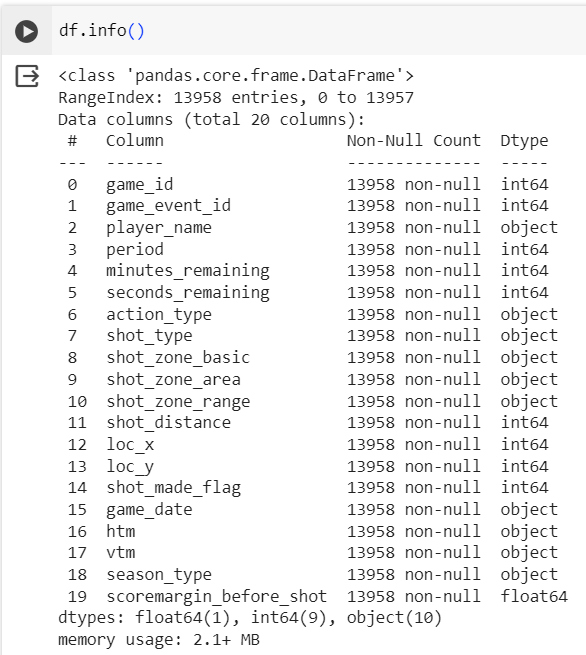 df.info()
<class 'pandas.core.frame.DataFrame'>
RangeIndex: 13958 entries, 0 to 13957
Data columns (total 20 columns):
 #   Column                   Non-Null Count  Dtype
---  ------                   --------------  -----
 0   game_id                  13958 non-null  int64
 1   game_event_id            13958 non-null  int64
 2   player_name              13958 non-null  object
 3   period                   13958 non-null  int64
 4   minutes_remaining        13958 non-null  int64
 5   seconds_remaining        13958 non-null  int64
 6   action_type              13958 non-null  object
 7   shot_type                13958 non-null  object
 8   shot_zone_basic          13958 non-null  object
 9   shot_zone_area           13958 non-null  object
 10  shot_zone_range          13958 non-null  object
 11  shot_distance            13958 non-null  int64
 12  loc_x                    13958 non-null  int64
 13  loc_y                    13958 non-null  int64
 14  shot_made_flag           13958 non-null  int64
 15  game_date                13958 non-null  object
 16  htm                      13958 non-null  object
 17  vtm                      13958 non-null  object
 18  season_type              13958 non-null  object
 19  scoremargin_before_shot  13958 non-null  float64
dtypes: float64(1), int64(9), object(10)
memory usage: 2.1+ MB